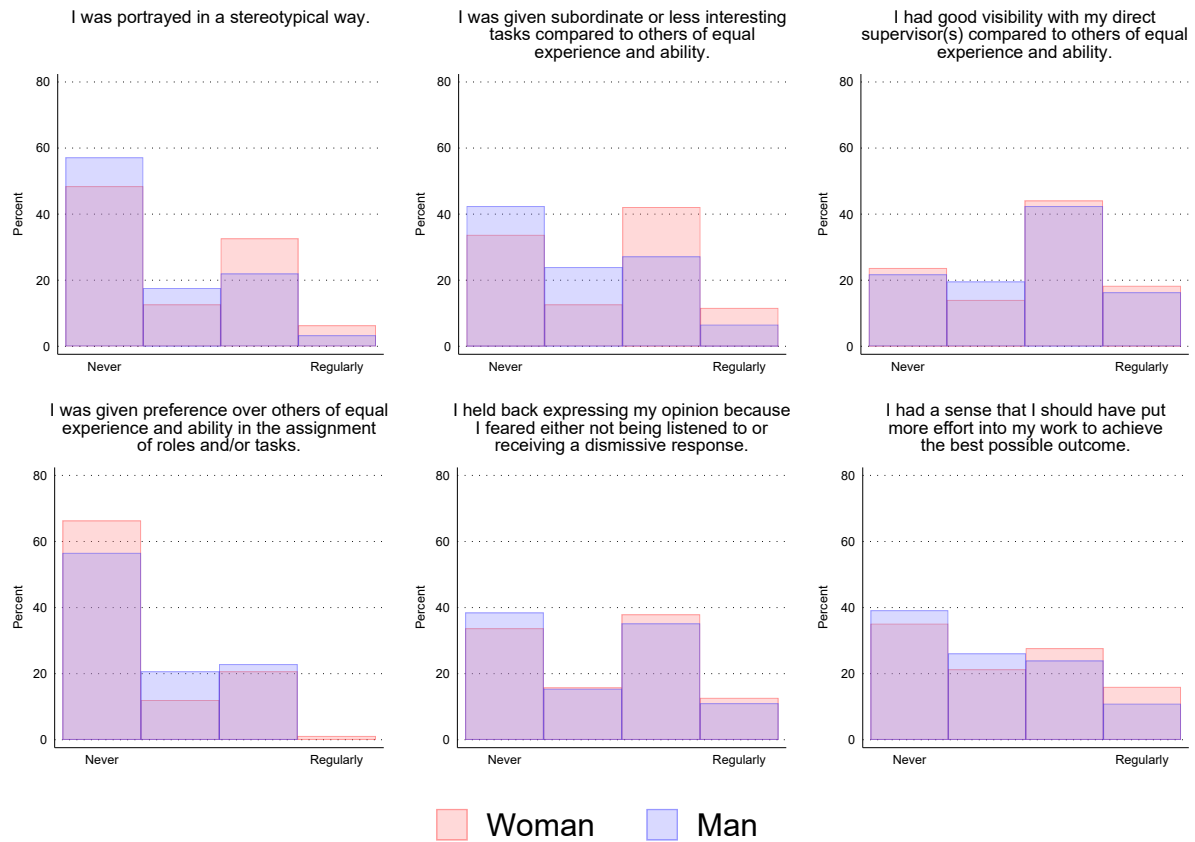 I was portrayed in a stereotypical way.
80
60
40
20
0
Percent
Never
Regularly
I was given subordinate or less interesting
tasks compared to others of equal
experience and ability.
80
60
40
20
0
Percent
Never
Regularly
I had good visibility with my direct
supervisor(s) compared to others of equal
experience and ability.
80
60
40
20
0
Percent
Never
Regularly
I was given preference over others of equal
experience and ability in the assignment
of roles and/or tasks.
80
60
40
20
0
Percent
Never
Regularly
I held back expressing my opinion because
I feared either not being listened to or
receiving a dismissive response.
80
60
40
20
0
Percent
Never
Regularly
I had a sense that I should have put
more effort into my work to achieve
the best possible outcome.
80
60
40
20
0
Percent
Never
Regularly
Woman
Man